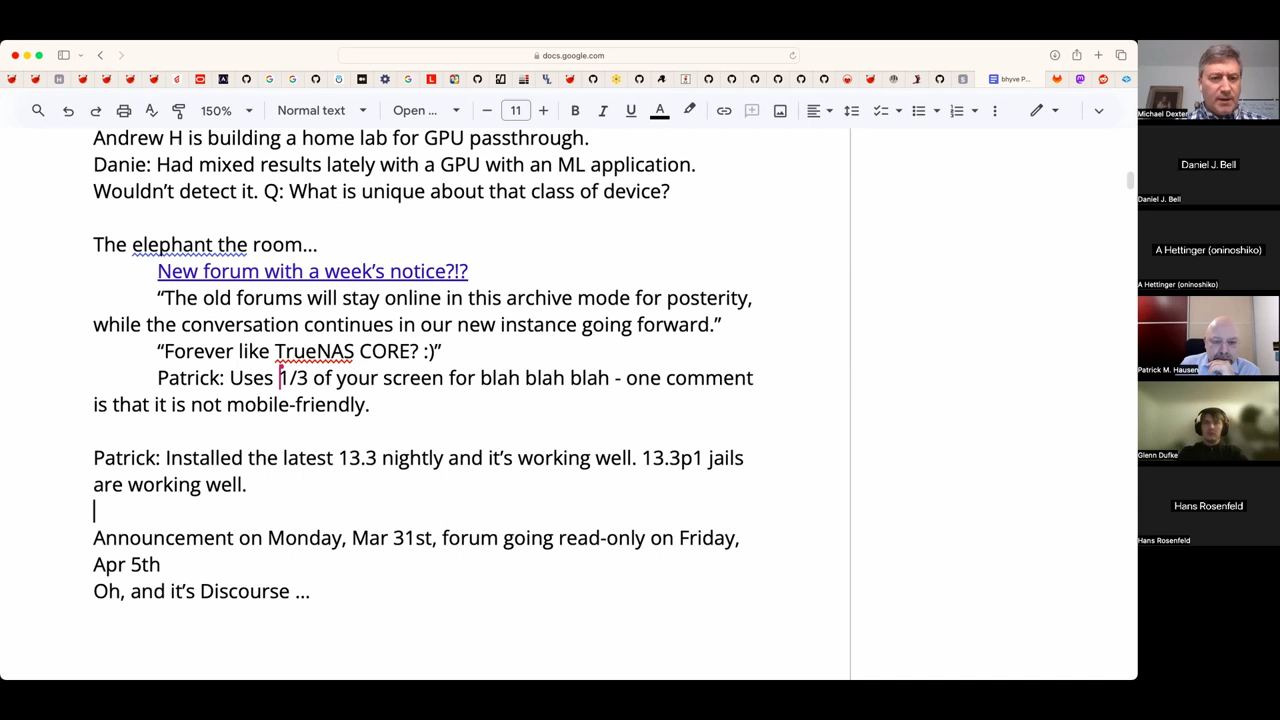 docs.google.com
bhyve P...
150%
Normal text
Open ...
11
Andrew H is building a home lab for GPU passthrough.
Danie: Had mixed results lately with a GPU with an ML application.
Wouldn’t detect it. Q: What is unique about that class of device?
The elephant the room...
New forum with a week’s notice?!?
“The old forums will stay online in this archive mode for posterity,
while the conversation continues in our new instance going forward.”
“Forever like TrueNAS CORE? :)”
Patrick: Uses 1/3 of your screen for blah blah blah - one comment
is that it is not mobile-friendly.
Patrick: Installed the latest 13.3 nightly and it’s working well. 13.3p1 jails
are working well.
Announcement on Monday, Mar 31st, forum going read-only on Friday,
Apr 5th
Oh, and it’s Discourse ...
Michael Dexter
Daniel J. Bell
Daniel J. Bell
A Hettinger (oninoshiko)
A Hettinger (oninoshiko)
Patrick M. Hausen
Glenn Dufke
Hans Rosenfeld
Hans Rosenfeld